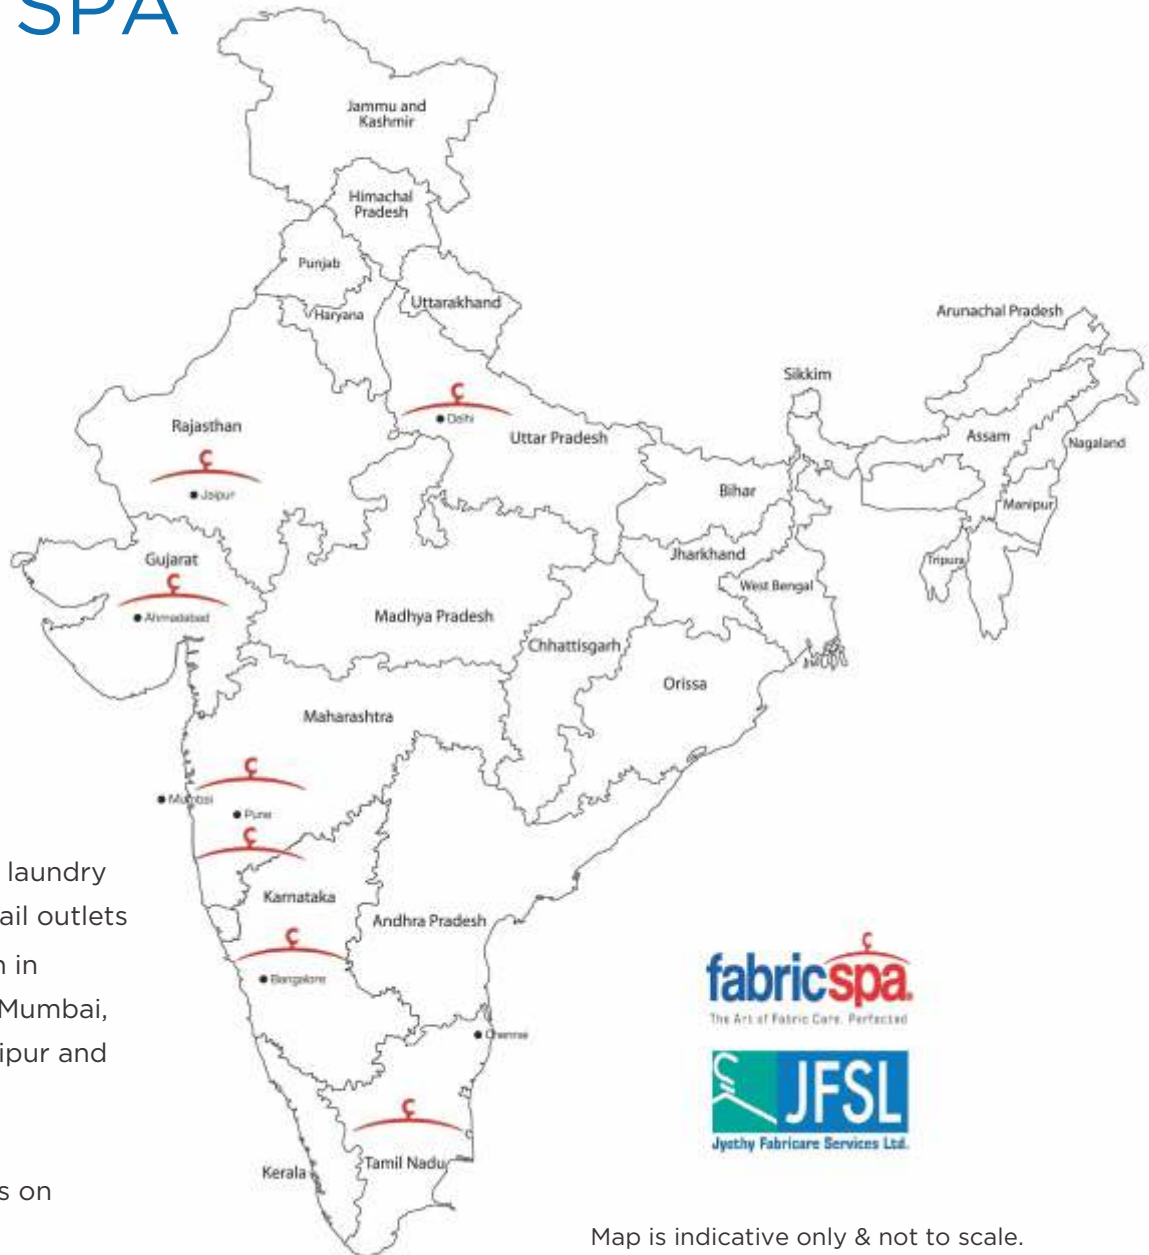 SPA
Jammu and
Kashmir
Himachal
Pradesh
Punjab
Uttarakhand
Haryana
Arunachal Pradesh
Sikkim
Delhi
Rajasthan
Uttar Pradesh
Assam
Nagaland
Bihar
Jaipur
Manipur
Jharkhand
Gujarat
Tripura
West Bengal
Ahmadabad
Madhya Pradesh
Chhattisgarh
Orissa
Maharashtra
Mumbai
Pune
laundry
ail outlets
n in
Mumbai,
ipur and
s on
Karnataka
Andhra Pradesh
Bangalore
Chennai
Kerala
Tamil Nadu
fabricspa.
The Art of Fabric Care. Perfected
JFSL
Jyothy Fabricare Services Ltd.
Map is indicative only & not to scale.